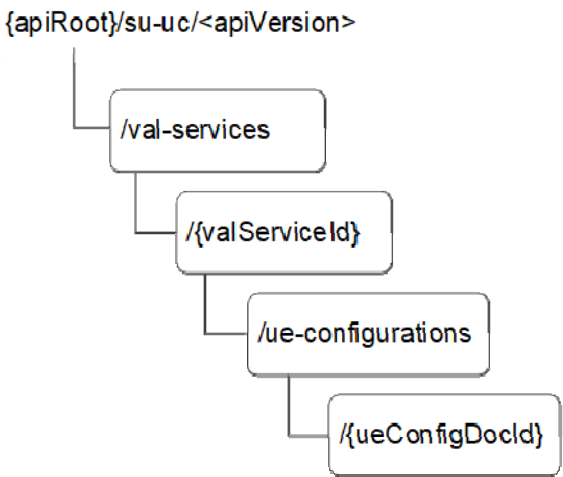 {apiRoot}/su-uc/<apiVersion>
/val-services
/{valServiceId}
/ue-configurations
/{ueConfigDocId}